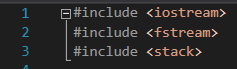 1 #include <iostream>
2 #include <fstream>
3 #include <stack>